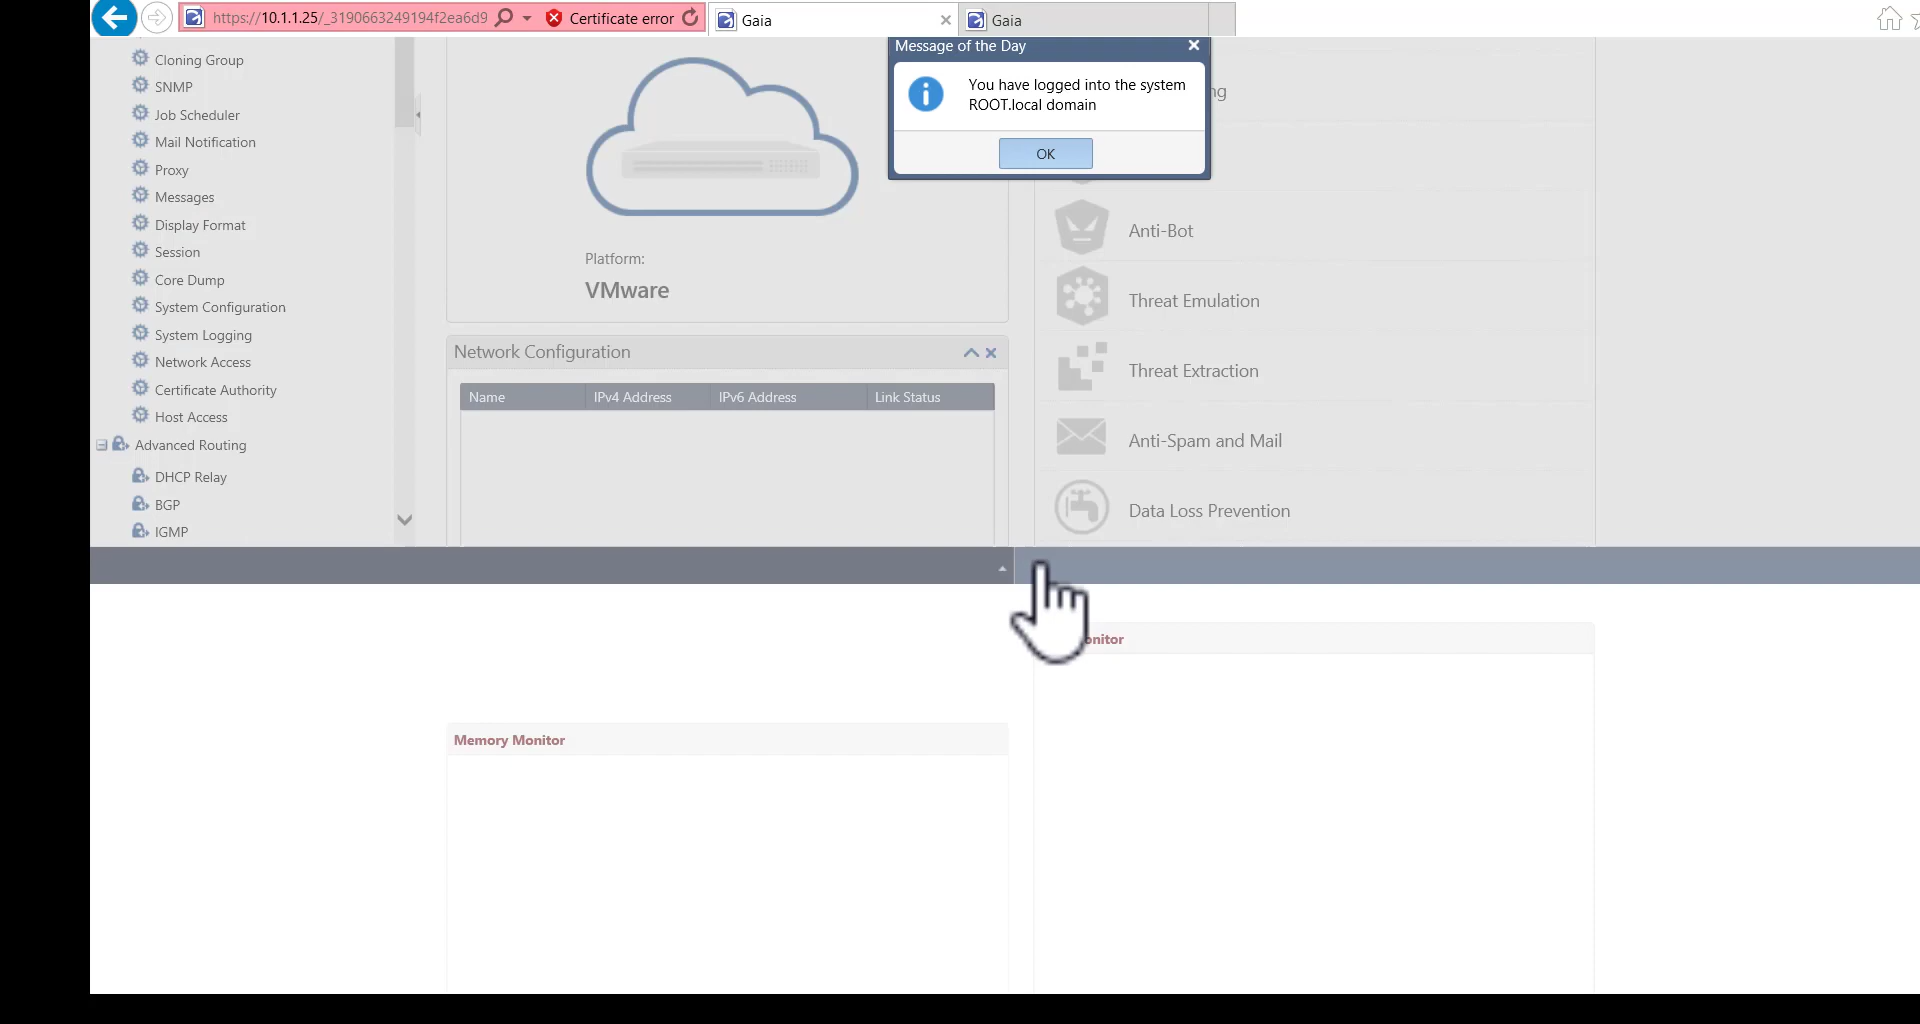 https://10.1.1.25/_3190663249194f2ea6d9
Certificate error
Gaia
Gaia
Cloning Group
SNMP
Job Scheduler
Mail Notification
Proxy
Messages
Display Format
Session
Core Dump
System Configuration
System Logging
Network Access
Certificate Authority
Host Access
Advanced Routing
DHCP Relay
BGP
IGMP
Platform:
VMware
Network Configuration
Name IPv4 Address IPv6 Address Link Status
Message of the Day
You have logged into the system
ROOT.local domain
OK
Anti-Bot
Threat Emulation
Threat Extraction
Anti-Spam and Mail
Data Loss Prevention
Memory Monitor